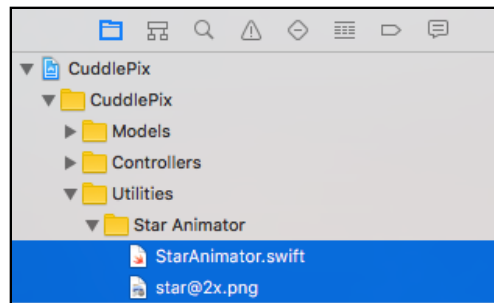 CuddlePix
CuddlePix
Models
Controllers
Utilities
Star Animator
StarAnimator.swift
star@2x.png